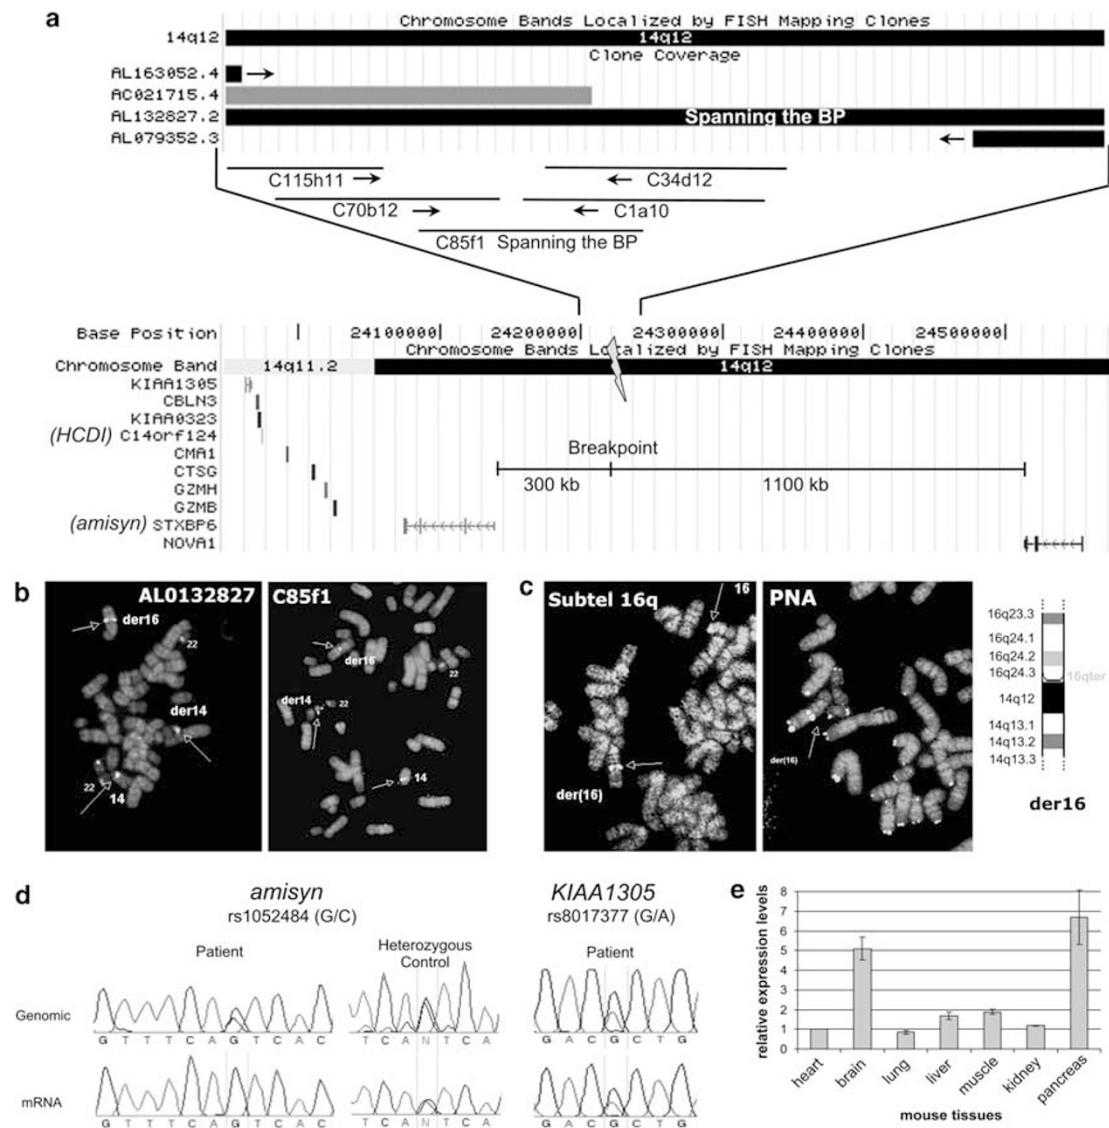 a
Chromosome Bands Localized by FISH Mapping Clones
14q12 14q12
Clone Coverage
AL163052.4
AC021715.4
AL132827.2 Spanning the BP
AL079352.3
C115h11 C34d12
C70b12 C1a10
C85f1 Spanning the BP
Base Position 24100000 24200000 24300000 24400000 24500000
Chromosome Bands Localized by FISH Mapping Clones
Chromosome Band 14q11.2 14q12
KIAA1305
CBLN3
KIAA0323
(HCDI) C14orf124
CMA1
CTSG
GZMH
GZMB
(amisyn) STXBP6
NOVA1
Breakpoint
300 kb 1100 kb
b
AL0132827
der16
22
der14
22
14
C85f1
der16
22
der14
22
14
c
Subtel 16q
16
der(16)
PNA
der(16)
16q23.3
16q24.1
16q24.2
16q24.3
16qter
14q12
14q13.1
14q13.2
14q13.3
der16
d
amisyn
rs1052484 (G/C)
Patient
Heterozygous
Control
KIAA1305
rs8017377 (G/A)
Patient
Genomic
G T T T C A G T C A C
T C A N T C A
G A C G C T G
mRNA
G T T T C A G T C A C
T C A N T C A
G A C G C T G
e
relative expression levels
8
7
6
5
4
3
2
1
0
heart
brain
lung
liver
muscle
kidney
pancreas
mouse tissues